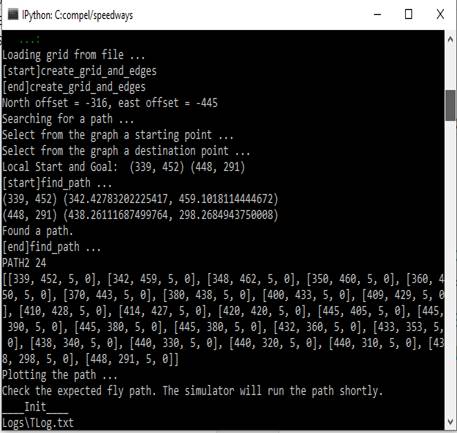 IPython: C:compel/speedways
...:
Loading grid from file ...
[start]create_grid_and_edges
[end]create_grid_and_edges
North offset = -316, east offset = -445
Searching for a path ...
Select from the graph a starting point ...
Select from the graph a destination point ...
Local Start and Goal:  (339, 452) (448, 291)
[start]find_path ...
(339, 452) (342.42783202225417, 459.1018114444672)
(448, 291) (438.26111687499764, 298.2684943750008)
Found a path.
[end]find_path ...
PATH2 24
[[339, 452, 5, 0], [342, 459, 5, 0], [348, 462, 5, 0], [350, 460, 5, 0], [360, 4
50, 5, 0], [370, 443, 5, 0], [380, 438, 5, 0], [400, 433, 5, 0], [409, 429, 5, 0
], [410, 428, 5, 0], [414, 427, 5, 0], [420, 420, 5, 0], [445, 405, 5, 0], [445,
390, 5, 0], [445, 380, 5, 0], [445, 380, 5, 0], [432, 360, 5, 0], [433, 353, 5,
0], [438, 340, 5, 0], [440, 330, 5, 0], [440, 320, 5, 0], [440, 310, 5, 0], [43
8, 298, 5, 0], [448, 291, 5, 0]]
Plotting the path ...
Check the expected fly path. The simulator will run the path shortly.
____Init____
Logs\TLog.txt